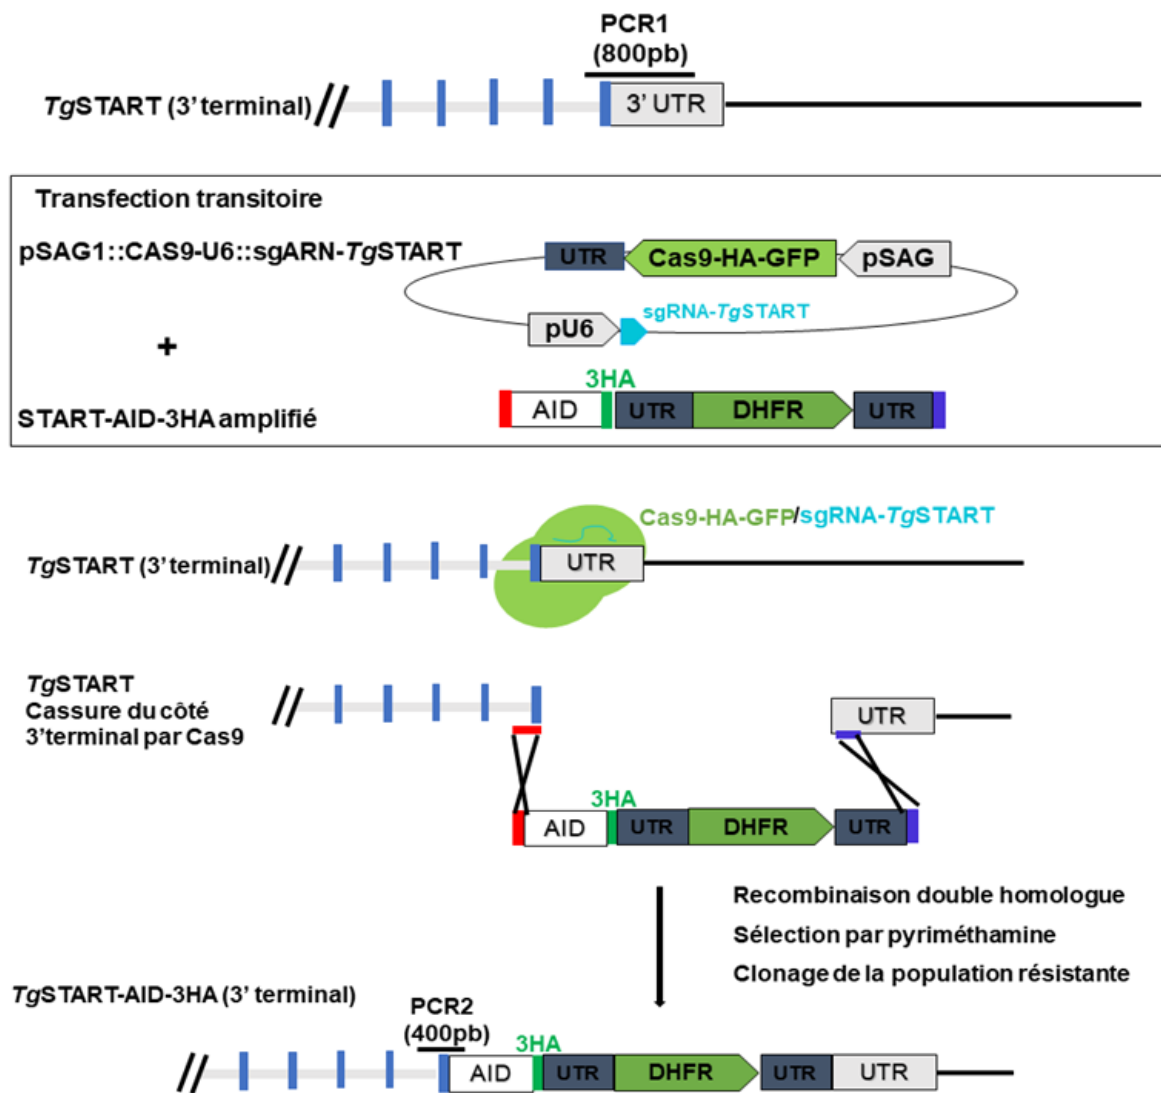 PCR1
(800pb)
TgSTART (3' terminal)
3' UTR
Transfection transitoire
pSAG1::CAS9-U6::sgARN-TgSTART
UTR
Cas9-HA-GFP
pSAG
sgRNA-TgSTART
pU6
+
3HA
START-AID-3HA amplifié
AID
UTR
DHFR
UTR
Cas9-HA-GFP/sgRNA-TgSTART
TgSTART (3' terminal)
UTR
TgSTART
Cassure du côté
3'terminal par Cas9
UTR
3HA
AID
UTR
DHFR
UTR
Recombinaison double homologue
Sélection par pyriméthamine
Clonage de la population résistante
TgSTART-AID-3HA (3' terminal)
PCR2
(400pb)
3HA
AID
UTR
DHFR
UTR
UTR